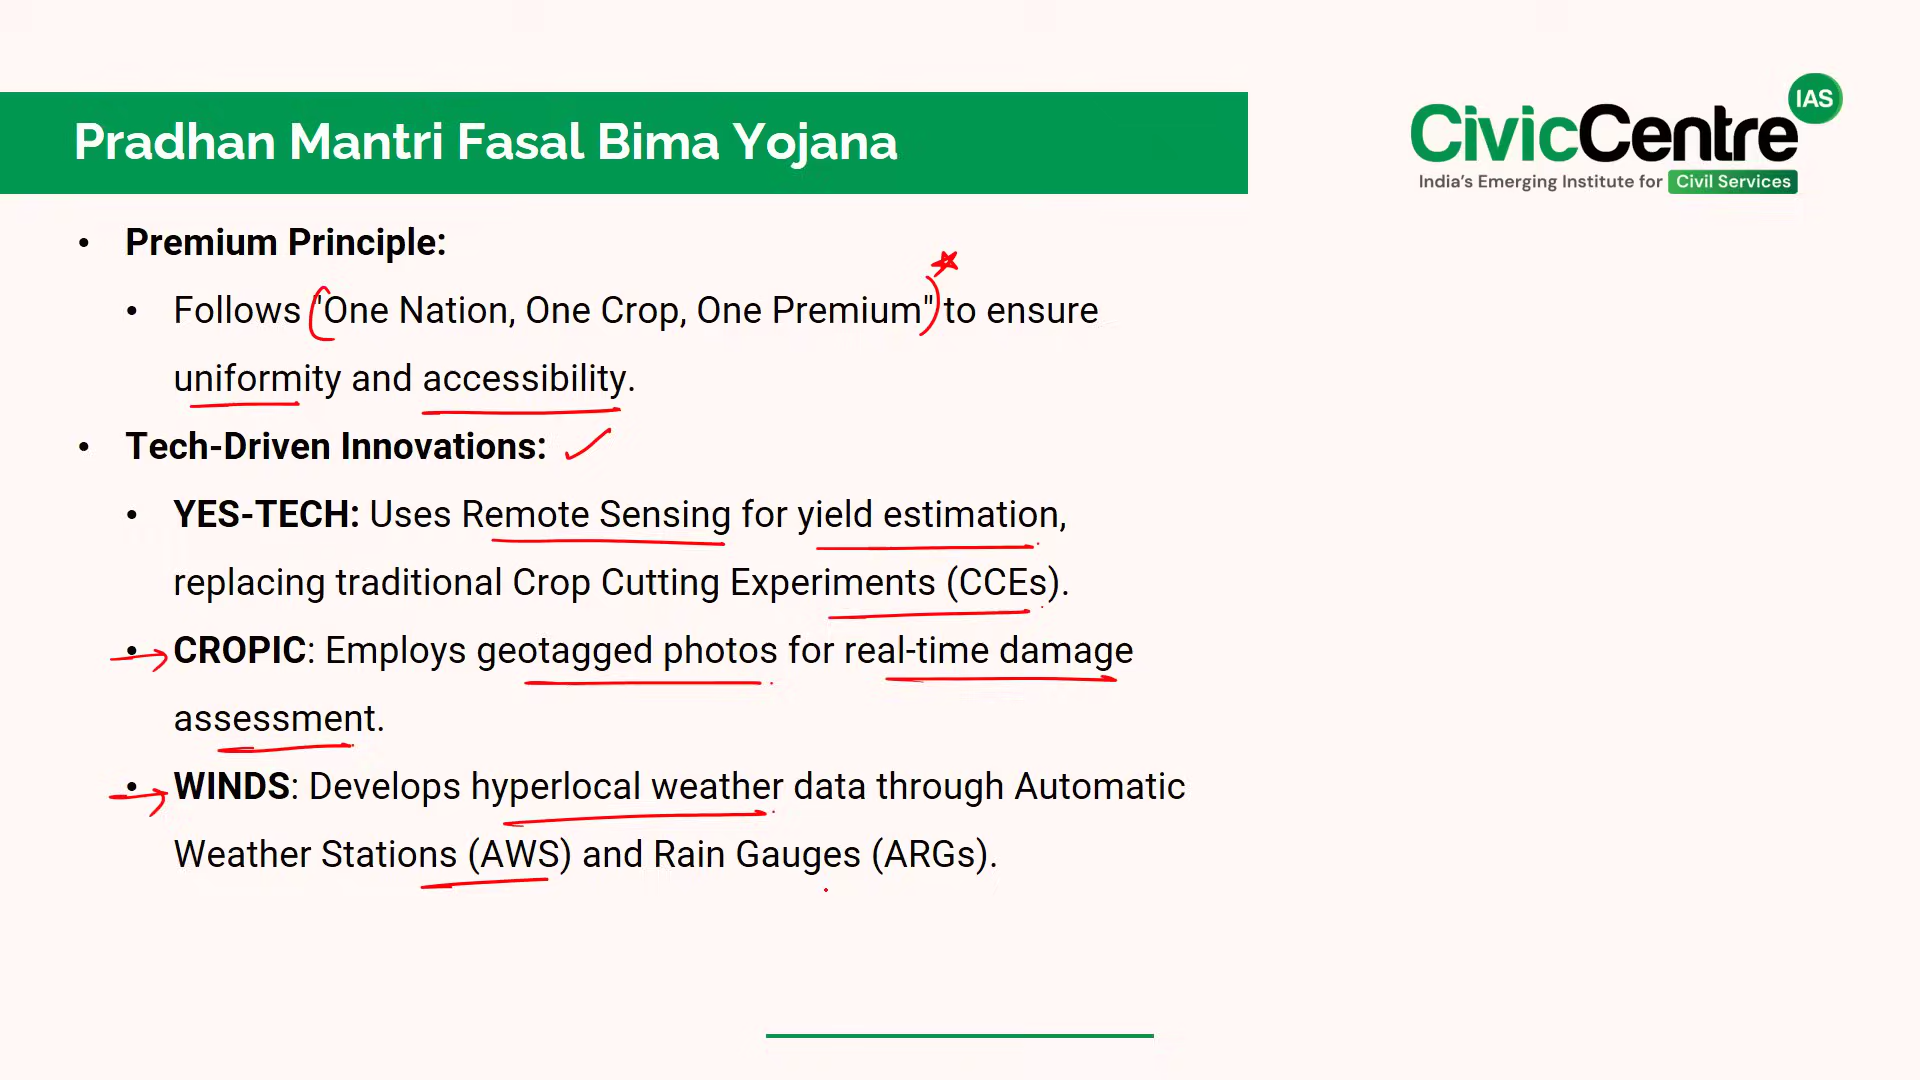 Pradhan Mantri Fasal Bima Yojana
CivicCentre IAS
India's Emerging Institute for Civil Services
• Premium Principle:
• Follows "One Nation, One Crop, One Premium" to ensure
uniformity and accessibility.
• Tech-Driven Innovations:
• YES-TECH: Uses Remote Sensing for yield estimation,
replacing traditional Crop Cutting Experiments (CCEs).
• CROPIC: Employs geotagged photos for real-time damage
assessment.
• WINDS: Develops hyperlocal weather data through Automatic
Weather Stations (AWS) and Rain Gauges (ARGs).